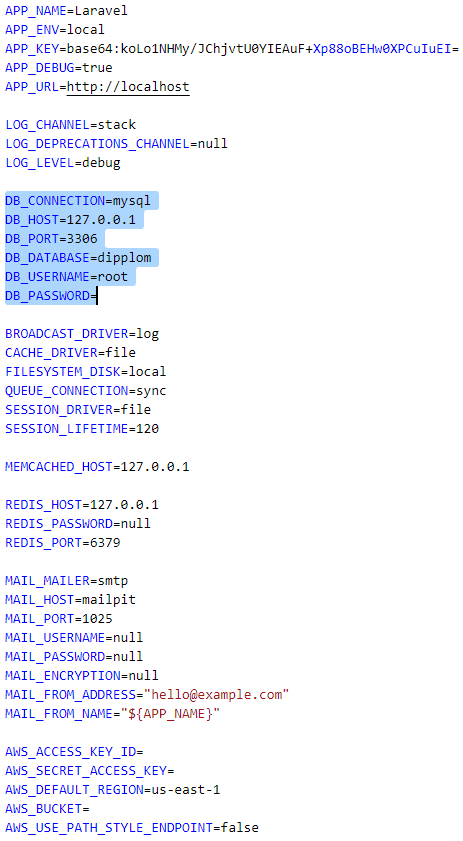 APP_NAME=Laravel
APP_ENV=local
APP_KEY=base64:koLo1NHMy/JChjvtU0YIEAuF+Xp88oBEHw0XPCuIuEI=
APP_DEBUG=true
APP_URL=http://localhost
LOG_CHANNEL=stack
LOG_DEPRECATIONS_CHANNEL=null
LOG_LEVEL=debug
DB_CONNECTION=mysql
DB_HOST=127.0.0.1
DB_PORT=3306
DB_DATABASE=dipplom
DB_USERNAME=root
DB_PASSWORD=
BROADCAST_DRIVER=log
CACHE_DRIVER=file
FILESYSTEM_DISK=local
QUEUE_CONNECTION=sync
SESSION_DRIVER=file
SESSION_LIFETIME=120
MEMCACHED_HOST=127.0.0.1
REDIS_HOST=127.0.0.1
REDIS_PASSWORD=null
REDIS_PORT=6379
MAIL_MAILER=smtp
MAIL_HOST=mailpit
MAIL_PORT=1025
MAIL_USERNAME=null
MAIL_PASSWORD=null
MAIL_ENCRYPTION=null
MAIL_FROM_ADDRESS="hello@example.com"
MAIL_FROM_NAME="${APP_NAME}"
AWS_ACCESS_KEY_ID=
AWS_SECRET_ACCESS_KEY=
AWS_DEFAULT_REGION=us-east-1
AWS_BUCKET=
AWS_USE_PATH_STYLE_ENDPOINT=false